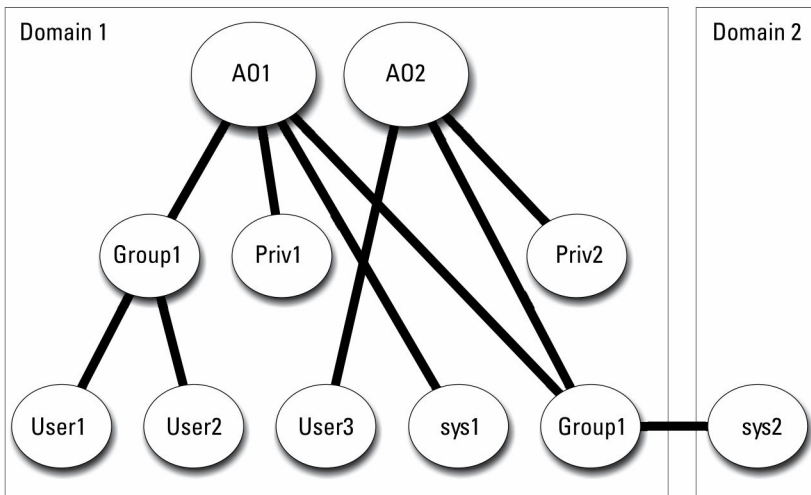 Domain 1
Domain 2
AO1
AO2
Group1
Priv1
Priv2
User1
User2
User3
sys1
Group1
sys2